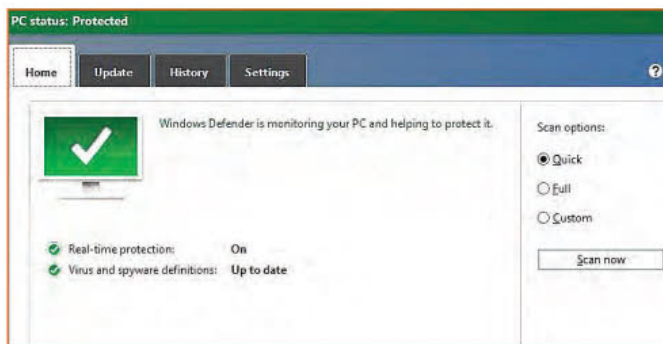 PC status: Protected
Home Update History Settings
?
Windows Defender is monitoring your PC and helping to protect it.
Scan options:
Quick
Full
Custom
Real-time protection: On
Virus and spyware definitions: Up to date
Scan now